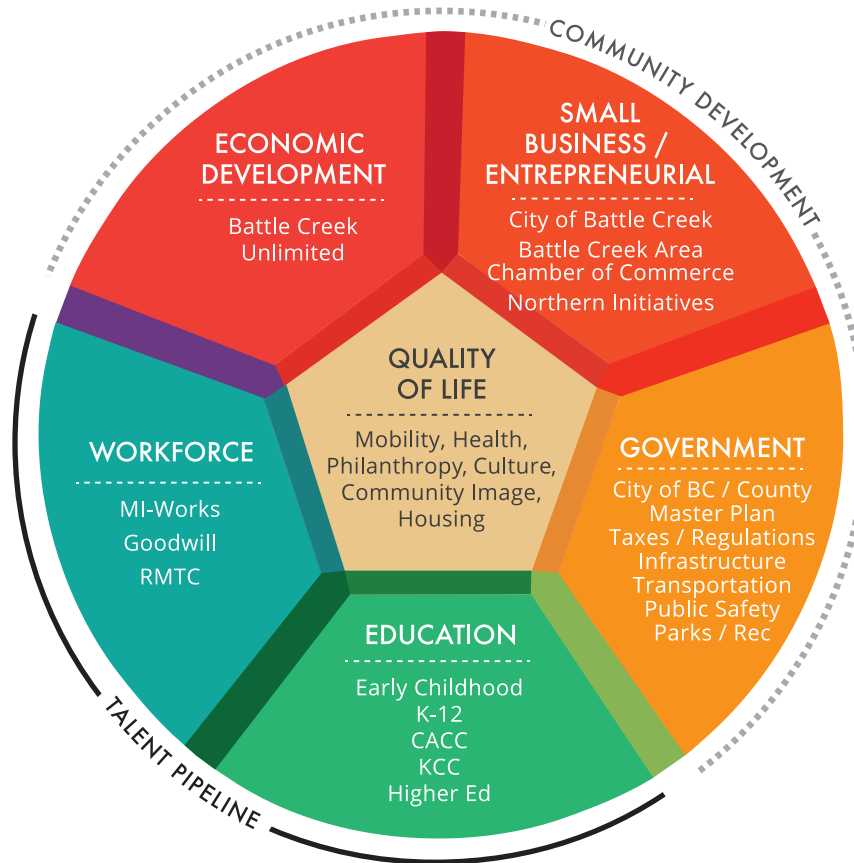 COMMUNITY DEVELOPMENT
ECONOMIC
DEVELOPMENT
Battle Creek
Unlimited
SMALL
BUSINESS /
ENTREPRENEURIAL
City of Battle Creek
Battle Creek Area
Chamber of Commerce
Northern Initiatives
QUALITY
OF LIFE
Mobility, Health,
Philanthropy, Culture,
Community Image,
Housing
WORKFORCE
MI-Works
Goodwill
RMTC
GOVERNMENT
City of BC / County
Master Plan
Taxes / Regulations
Infrastructure
Transportation
Public Safety
Parks / Rec
EDUCATION
Early Childhood
K-12
CACC
KCC
Higher Ed
TALENT PIPELINE